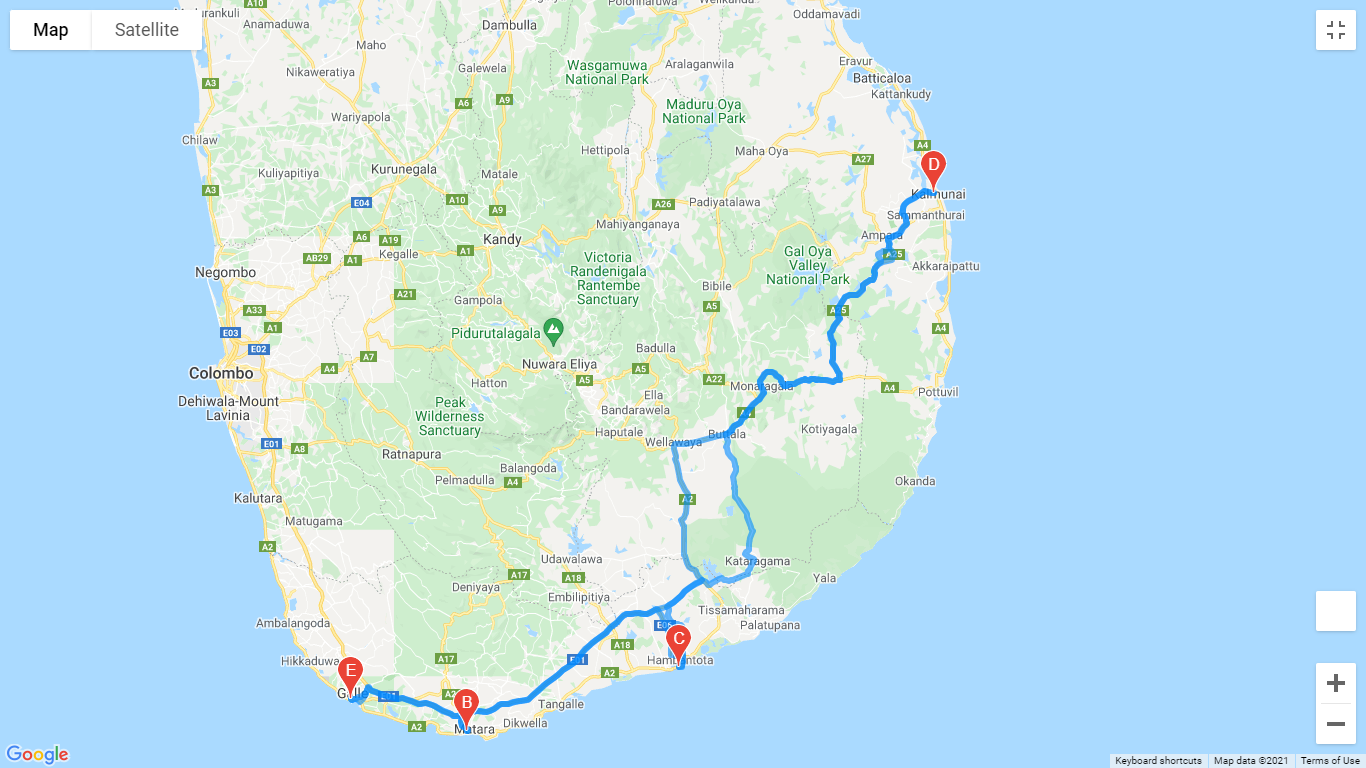 Map
Satellite
A10
Madurankuli
Anamaduwa
Maho
Nikaweratiya
Dambulla
Galewela
Polonnaruwa
Welikanda
Oddamavadi
Wasgamuwa
National Park
Aralaganwila
Eravur
Batticaloa
Kattankudy
Maduru Oya
National Park
A3
A6
A9
Wariyapola
Chilaw
Hettipola
Maha Oya
A27
A4
D
Kurunegala
Kuliyapitiya
Matale
A3
E04
A10
A9
A26
Padiyatalawa
Kalmunai
Sammanthurai
Mahiyanganaya
Ampara
A6
A19
Kandy
A1
Kegalle
AB29
A1
Negombo
Victoria
Randenigala
Rantembe
Sanctuary
Gal Oya
Valley
National Park
A25
Akkaraipattu
Bibile
A21
Gampola
A5
A33
A1
E03
E02
A25
A4
Pidurutalagala
Badulla
A7
Nuwara Eliya
Colombo
A4
Hatton
A5
A5
A22
Monaragala
A4
Pottuvil
Dehiwala-Mount
Lavinia
Peak
Wilderness
Sanctuary
Ella
Bandarawela
A4
Kotiyagala
E01
A8
Haputale
Wellawaya
Buttala
Ratnapura
Balangoda
Pelmadulla
A4
Okanda
Kalutara
A2
Matugama
A2
Udawalawa
Kataragama
Yala
A17
A18
Deniyaya
Embilipitiya
Tissamaharama
Palatupana
Ambalangoda
E06
C
A18
Hikkaduwa
A17
E01
Hambantota
A2
E
Galle
E01
B
Tangalle
A2
Matara
Dikwella
Google
Keyboard shortcuts
Map data ©2021
Terms of Use